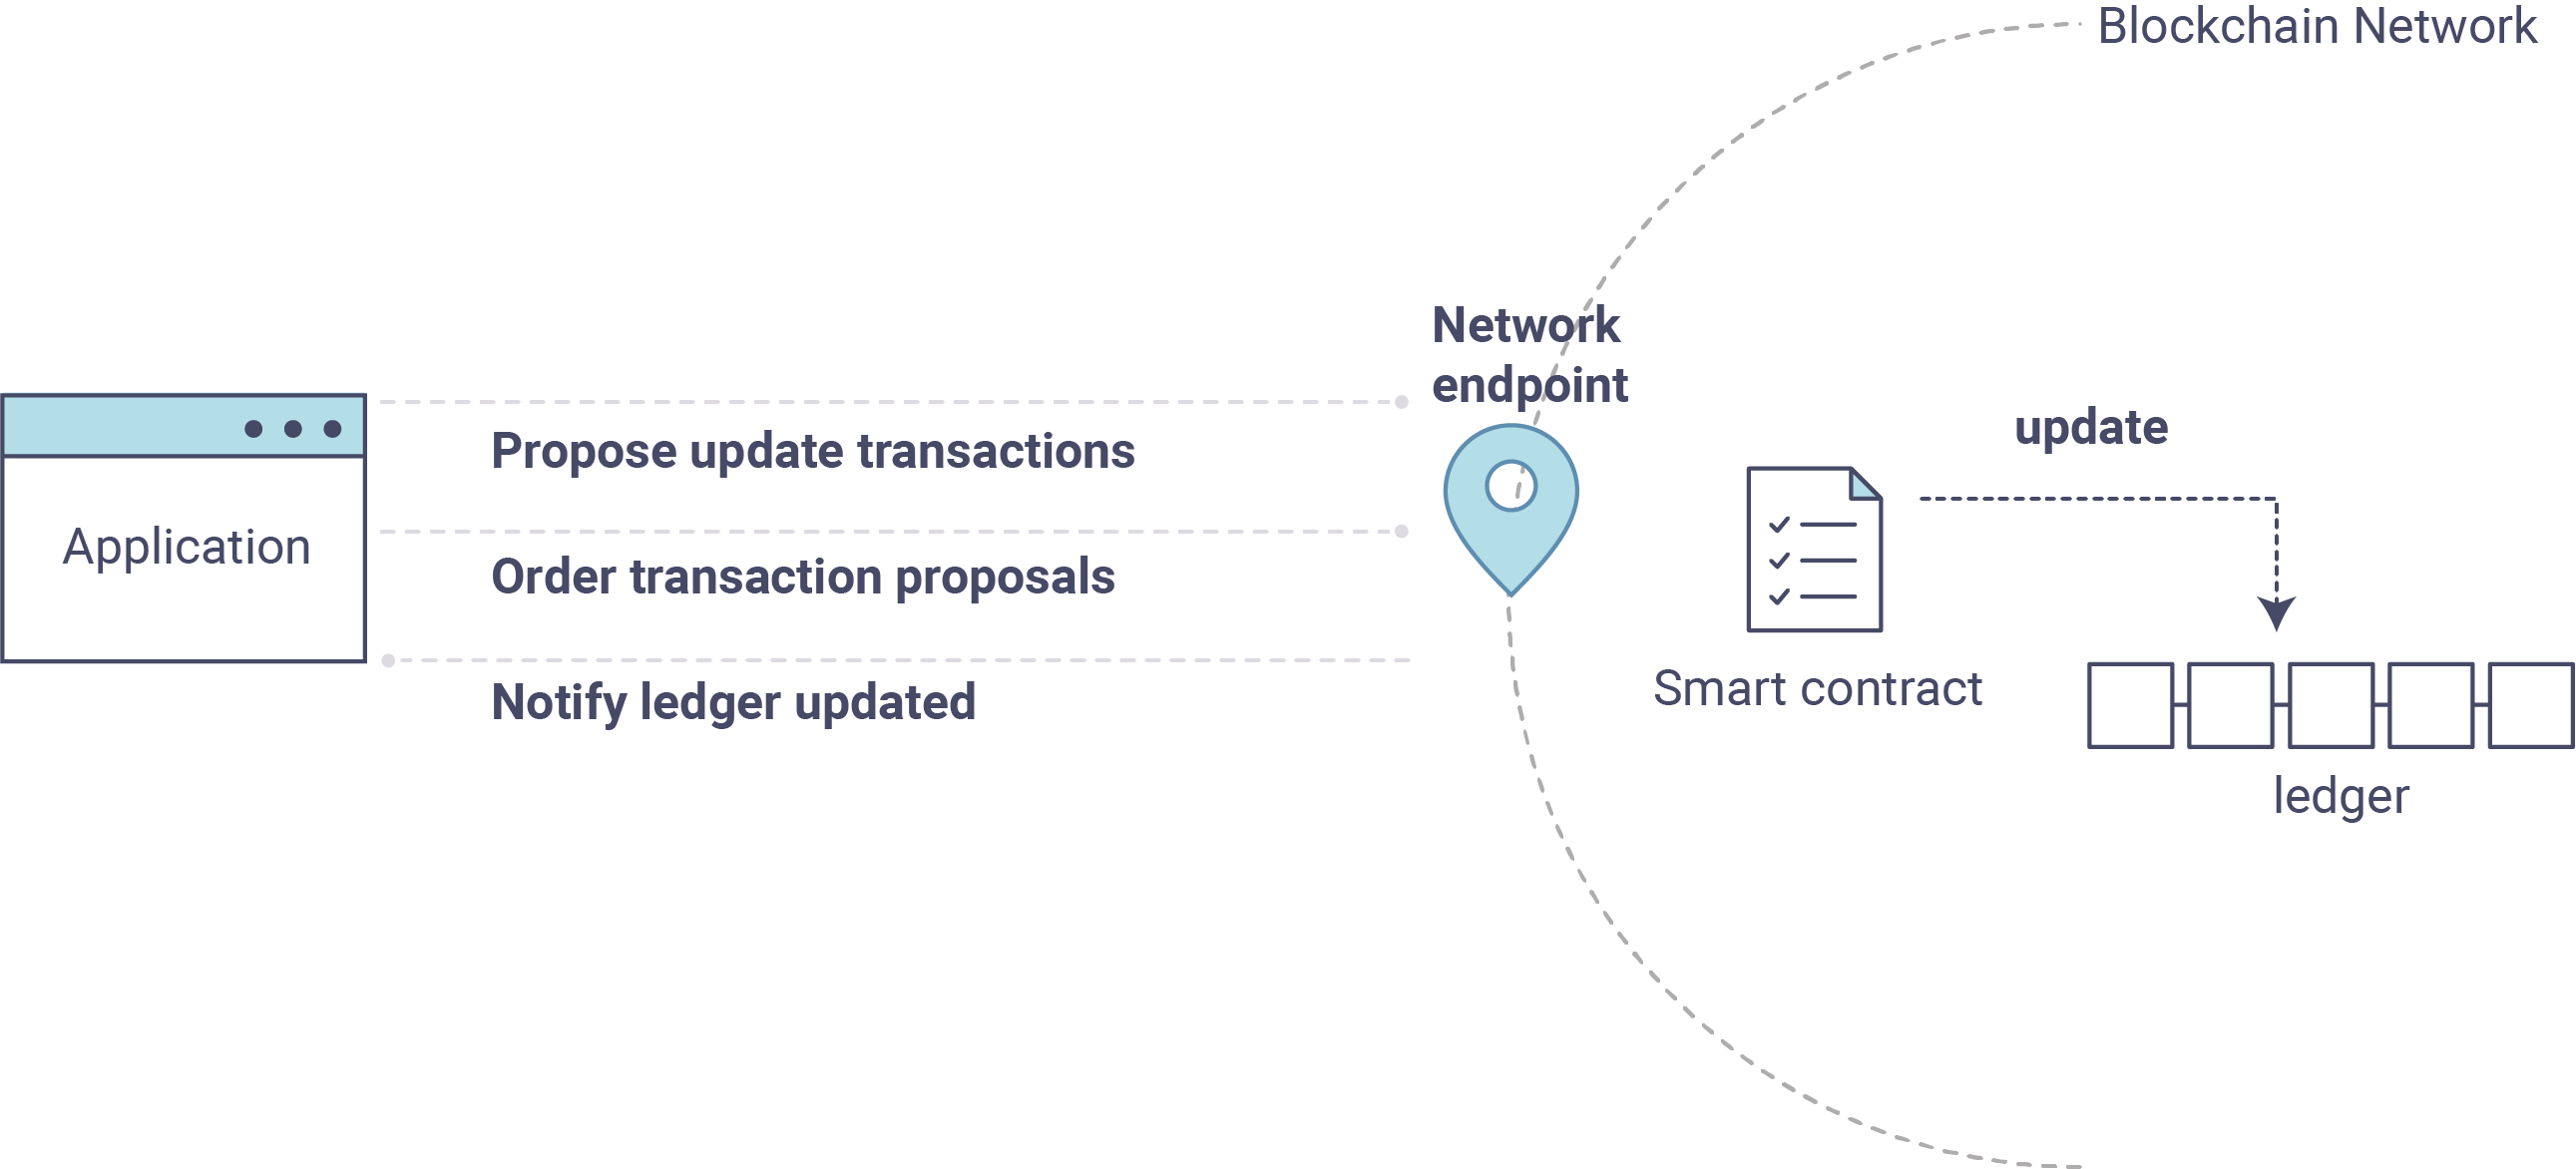 Blockchain Network
Network
endpoint
update
Propose update transactions
Application
Order transaction proposals
Smart contract
Notify ledger updated
ledger